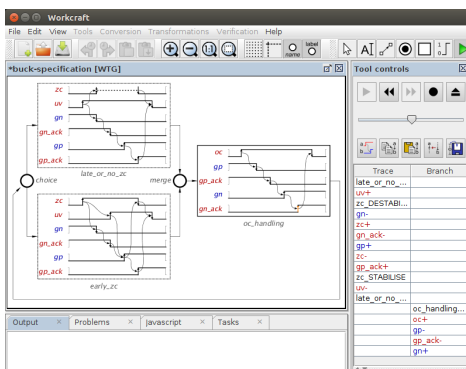 Workcraft
File Edit View Tools Conversion Transformations Verification Help
name label AI
*buck-specification [WTG]
Tool controls
zc
uv
gn
gn_ack
gp
gp_ack
late_or_no_zc
choice
merge
oc
gp
gp_ack
gn
gn_ack
oc_handling
zc
uv
gn
gn_ack
gp
gp_ack
early_zc
Trace Branch
late_or_no_...
uv+
zc_DESTABI...
gn-
zc+
gn_ack-
gp+
zc-
gp_ack+
zc_STABILISE
uv-
late_or_no_...
oc_handling...
oc+
gp-
gp_ack-
gn+
Output × Problems × Javascript × Tasks ×